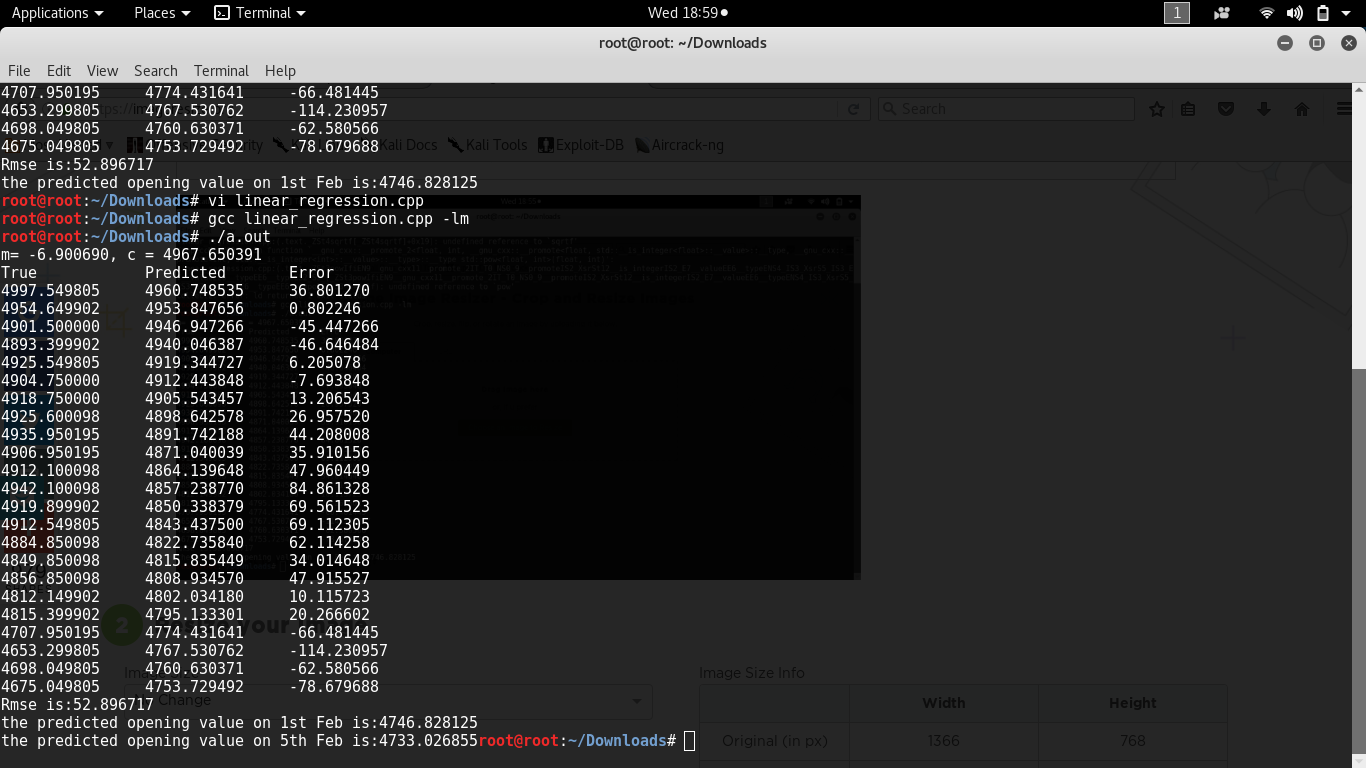 Applications Places Terminal Wed 18:59 1
root@root: ~/Downloads
File Edit View Search Terminal Help
4707.950195 4774.431641 -66.481445
4653.299805 4767.530762 -114.230957
Search
4698.049805 4760.630371 -62.580566
4675.049805 4753.729492 -78.679688
Kali Docs Kali Tools Exploit-DB Aircrack-ng
Rmse is:52.896717
the predicted opening value on 1st Feb is:4746.828125
root@root:~/Downloads# vi linear_regression.cpp
root@root:~/Downloads# gcc linear_regression.cpp -lm
root@root:~/Downloads# ./a.out
m= -6.900690, c = 4967.650391
True Predicted Error
4997.549805 4960.748535 36.801270
4954.649902 4953.847656 0.802246
4901.500000 4946.947266 -45.447266
4893.399902 4940.046387 -46.646484
4925.549805 4919.344727 6.205078
4904.750000 4912.443848 -7.693848
4918.750000 4905.543457 13.206543
4925.600098 4898.642578 26.957520
4935.950195 4891.742188 44.208008
4906.950195 4871.040039 35.910156
4912.100098 4864.139648 47.960449
4942.100098 4857.238770 84.861328
4919.899902 4850.338379 69.561523
4912.549805 4843.437500 69.112305
4884.850098 4822.735840 62.114258
4849.850098 4815.835449 34.014648
4856.850098 4808.934570 47.915527
4812.149902 4802.034180 10.115723
4815.399902 4795.133301 20.266602
2 your
4707.950195 4774.431641 -66.481445
4653.299805 4767.530762 -114.230957
4698.049805 4760.630371 -62.580566
Image Image Size Info
4675.049805 4753.729492 -78.679688
Change Width Height
Rmse is:52.896717
the predicted opening value on 1st Feb is:4746.828125
the predicted opening value on 5th Feb is:4733.026855root@root:~/Downloads#
Original (in px) 1366 768